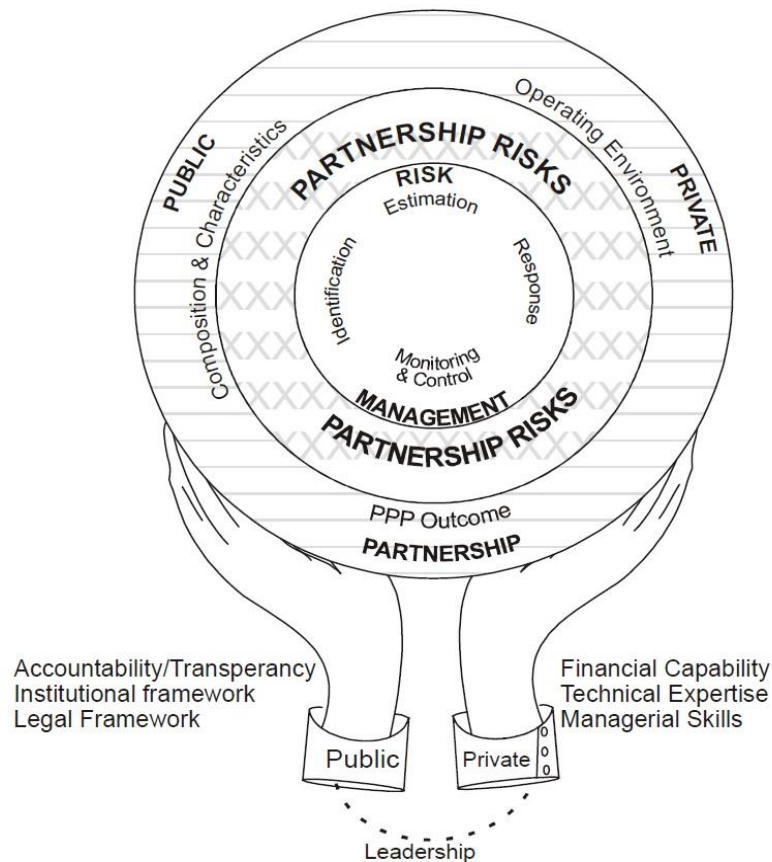 Operating Environment
PUBLIC
PRIVATE
Composition & Characteristics
PARTNERSHIP RISKS
RISK
Estimation
Identification
Response
Monitoring
& Control
MANAGEMENT
PARTNERSHIP RISKS
PPP Outcome
PARTNERSHIP
Accountability/Transperancy
Institutional framework
Legal Framework
Financial Capability
Technical Expertise
Managerial Skills
Public
Private
Leadership